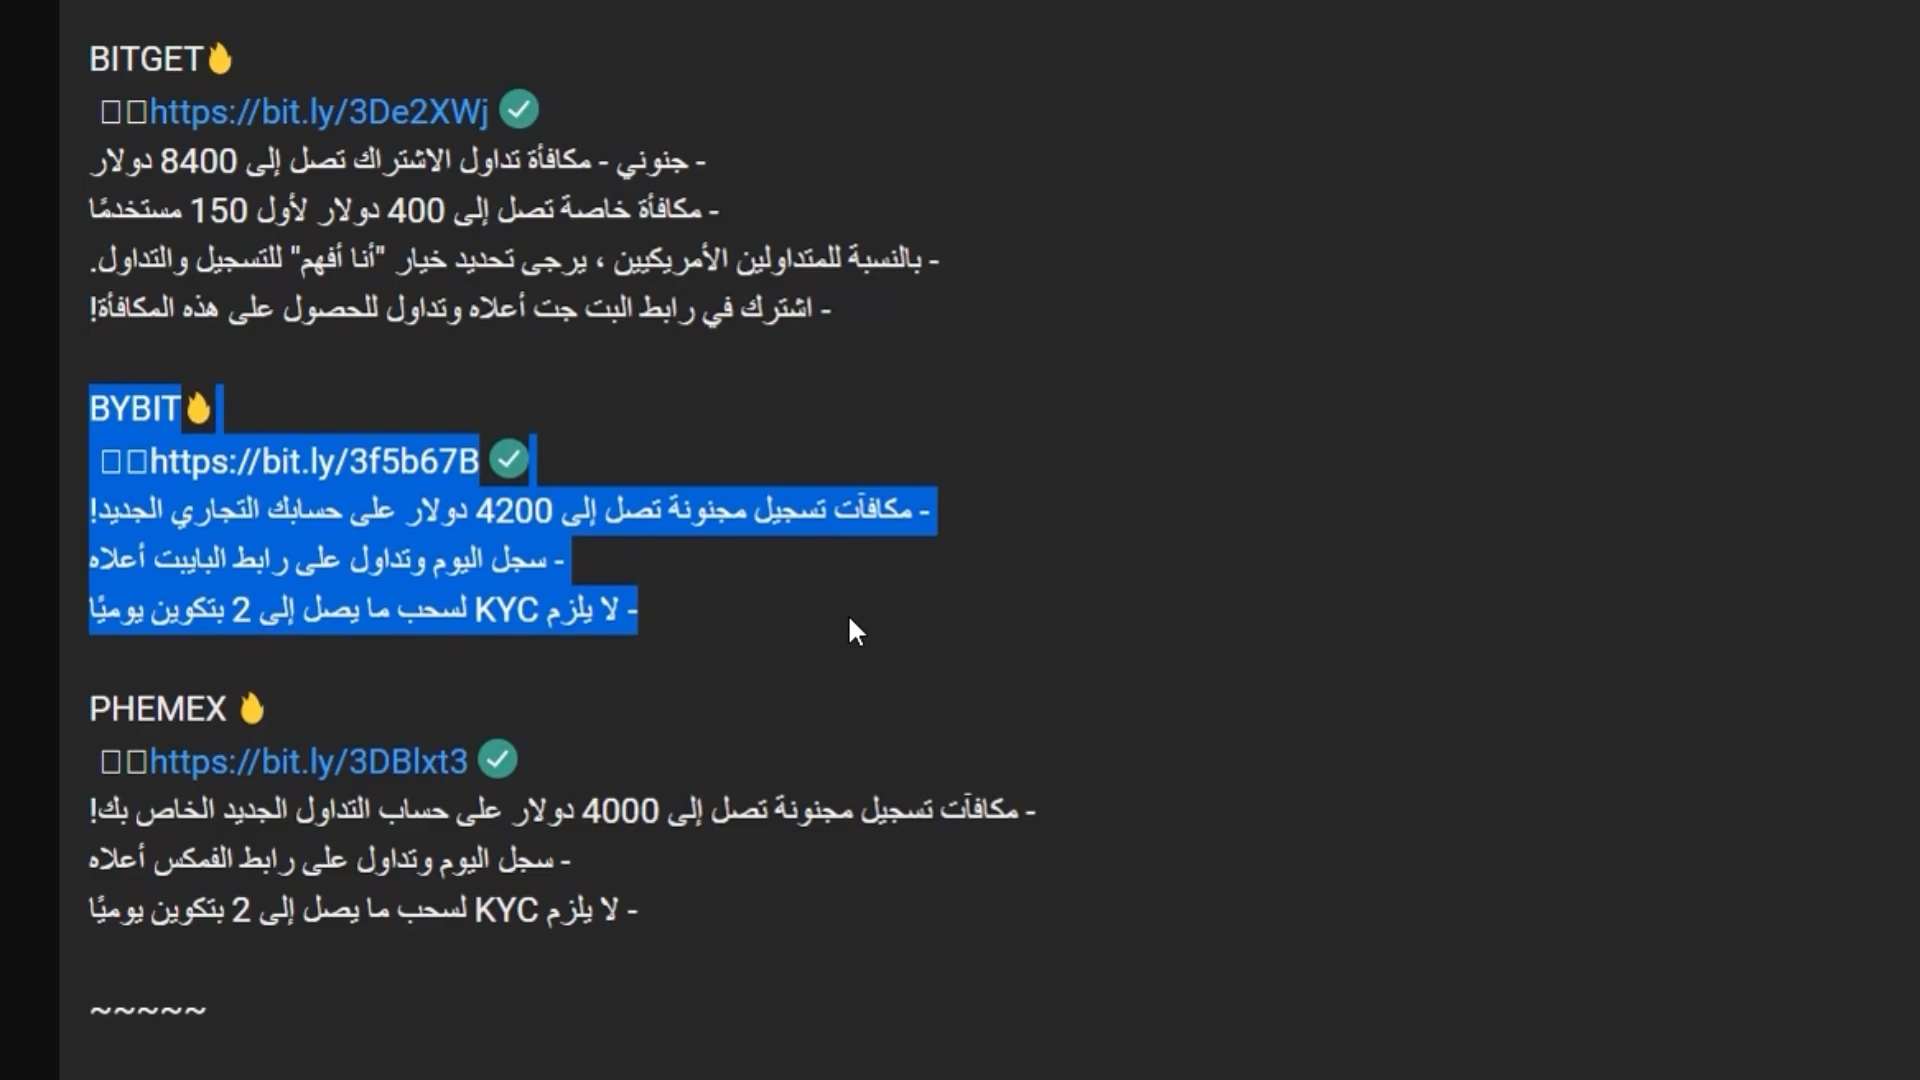 BITGET🔥
https://bit.ly/3De2XWj ✅
- جنوني - مكافأة تداول الاشتراك تصل إلى 8400 دولار
- مكافأة خاصة تصل إلى 400 دولار لأول 150 مستخدمًا
- بالنسبة للمتداولين الأمريكيين ، يرجى تحديد خيار "أنا أفهم" للتسجيل والتداول.
- اشترك في رابط البت جت أعلاه وتداول للحصول على هذه المكافأة!
BYBIT🔥
https://bit.ly/3f5b67B ✅
- مكافآت تسجيل مجنونة تصل إلى 4200 دولار على حسابك التجاري الجديد!
- سجل اليوم وتداول على رابط البايبت أعلاه
- لا يلزم KYC لسحب ما يصل إلى 2 بتكوين يوميًا
PHEMEX 🔥
https://bit.ly/3DBlxt3 ✅
- مكافآت تسجيل مجنونة تصل إلى 4000 دولار على حساب التداول الجديد الخاص بك!
- سجل اليوم وتداول على رابط الفمكس أعلاه
- لا يلزم KYC لسحب ما يصل إلى 2 بتكوين يوميًا
~~~~~